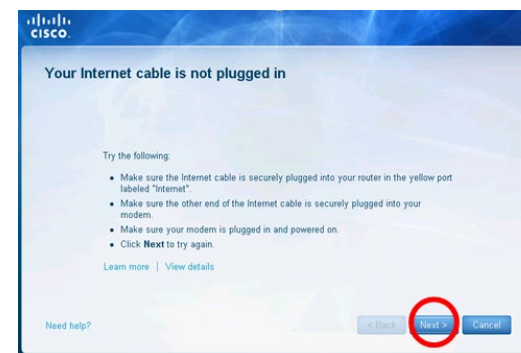 CISCO.
Your Internet cable is not plugged in
Try the following:
• Make sure the Internet cable is securely plugged into your router in the yellow port
labeled "Internet".
• Make sure the other end of the Internet cable is securely plugged into your
modem.
• Make sure your modem is plugged in and powered on.
• Click Next to try again.
Learn more | View details
Need help? < Back Next > Cancel